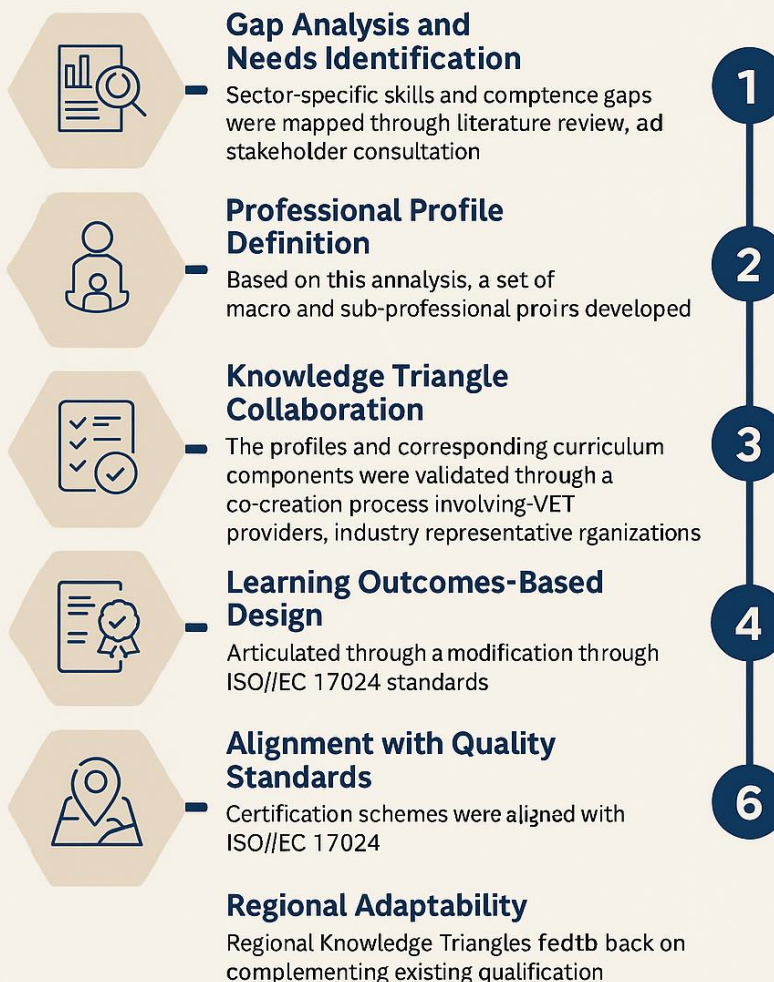 Gap Analysis and
Needs Identification
1
Sector-specific skills and comptence gaps
were mapped through literature review, ad
stakeholder consultation
Professional Profile
Definition
2
Based on this annalysis, a set of
macro and sub-professional proirs developed
Knowledge Triangle
Collaboration
3
The profiles and corresponding curriculum
components were validated through a
co-creation process involving-VET
providers, industry representative rganizations
Learning Outcomes-Based
Design
4
Articulated through a modification through
ISO//EC 17024 standards
Alignment with Quality
Standards
6
Certification schemes were aligned with
ISO//EC 17024
Regional Adaptability
Regional Knowledge Triangles fedtb back on
complementing existing qualification